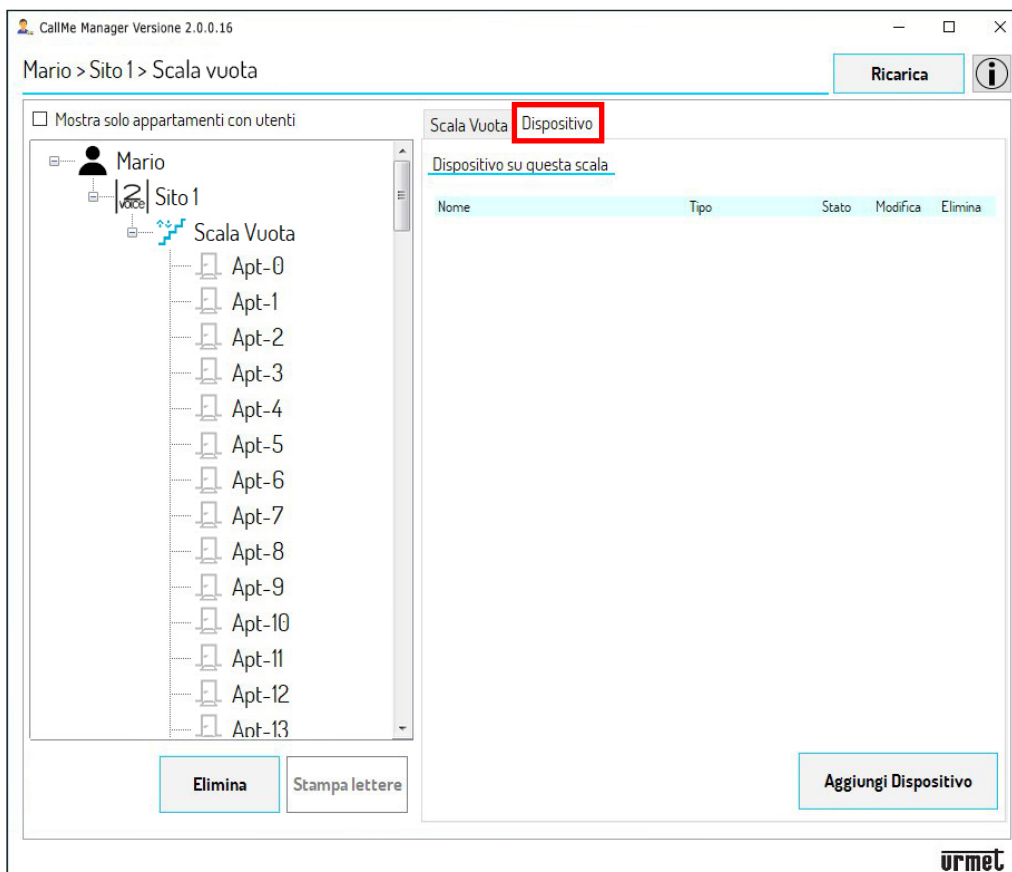 CallMe Manager Versione 2.0.0.16
Mario > Sito 1 > Scala vuota
Ricarica
Mostra solo appartamenti con utenti
Scala Vuota
Dispositivo
Mario
Dispositivo su questa scala
2 VOICE
Sito 1
Nome Tipo Stato Modifica Elimina
Scala Vuota
Apt-0
Apt-1
Apt-2
Apt-3
Apt-4
Apt-5
Apt-6
Apt-7
Apt-8
Apt-9
Apt-10
Apt-11
Apt-12
Apt-13
Elimina
Stampa lettere
Aggiungi Dispositivo
urmet